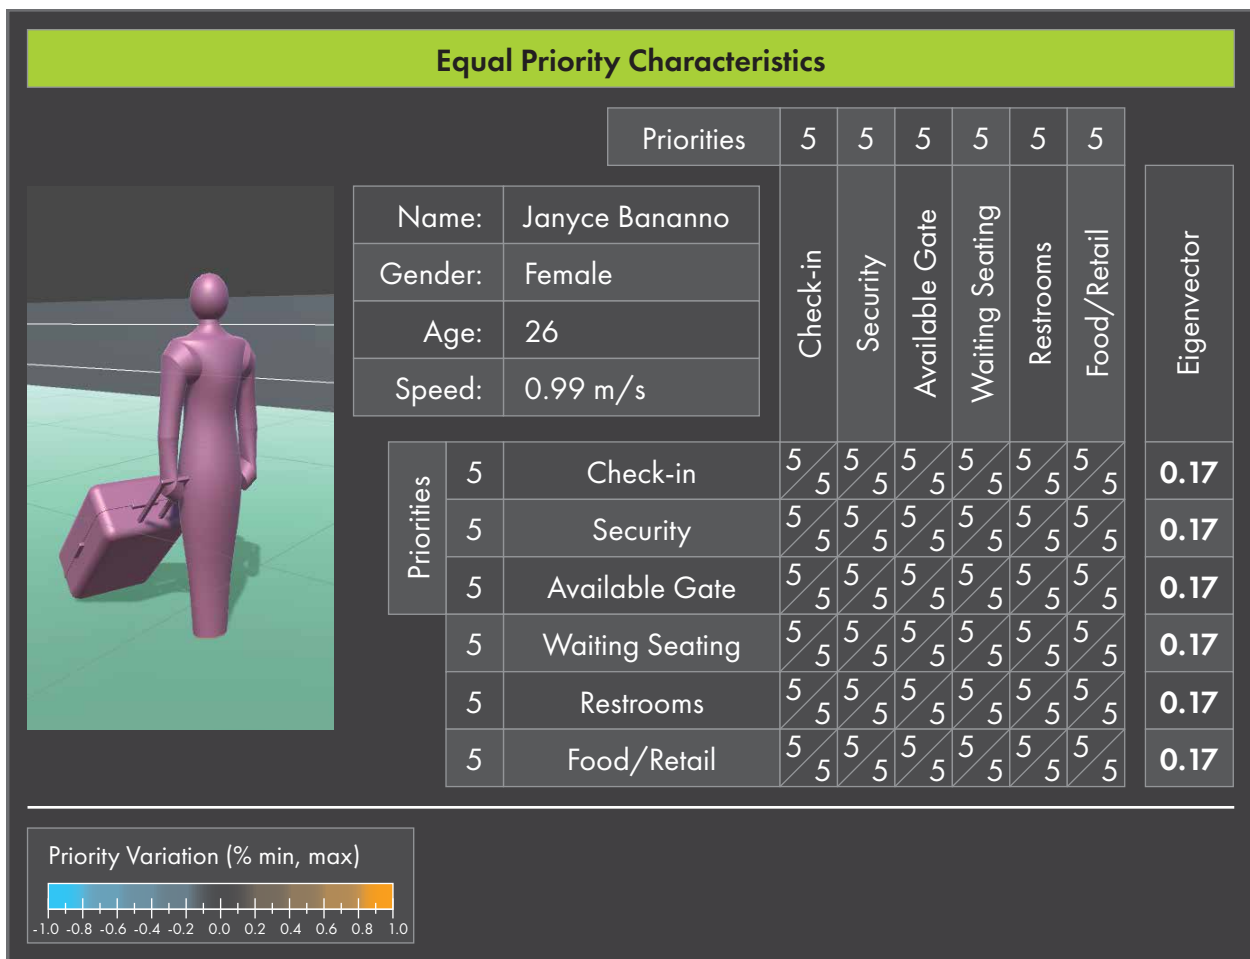 Equal Priority Characteristics
Priorities 5 5 5 5 5 5
Name: Janyce Bananno
Gender: Female
Age: 26
Speed: 0.99 m/s
Check-in
Security
Available Gate
Waiting Seating
Restrooms
Food/Retail
Eigenvector
Priorities
5 Check-in 5/5 5/5 5/5 5/5 5/5 5/5 0.17
5 Security 5/5 5/5 5/5 5/5 5/5 5/5 0.17
5 Available Gate 5/5 5/5 5/5 5/5 5/5 5/5 0.17
5 Waiting Seating 5/5 5/5 5/5 5/5 5/5 5/5 0.17
5 Restrooms 5/5 5/5 5/5 5/5 5/5 5/5 0.17
5 Food/Retail 5/5 5/5 5/5 5/5 5/5 5/5 0.17
Priority Variation (% min, max)
-1.0 -0.8 -0.6 -0.4 -0.2 0.0 0.2 0.4 0.6 0.8 1.0